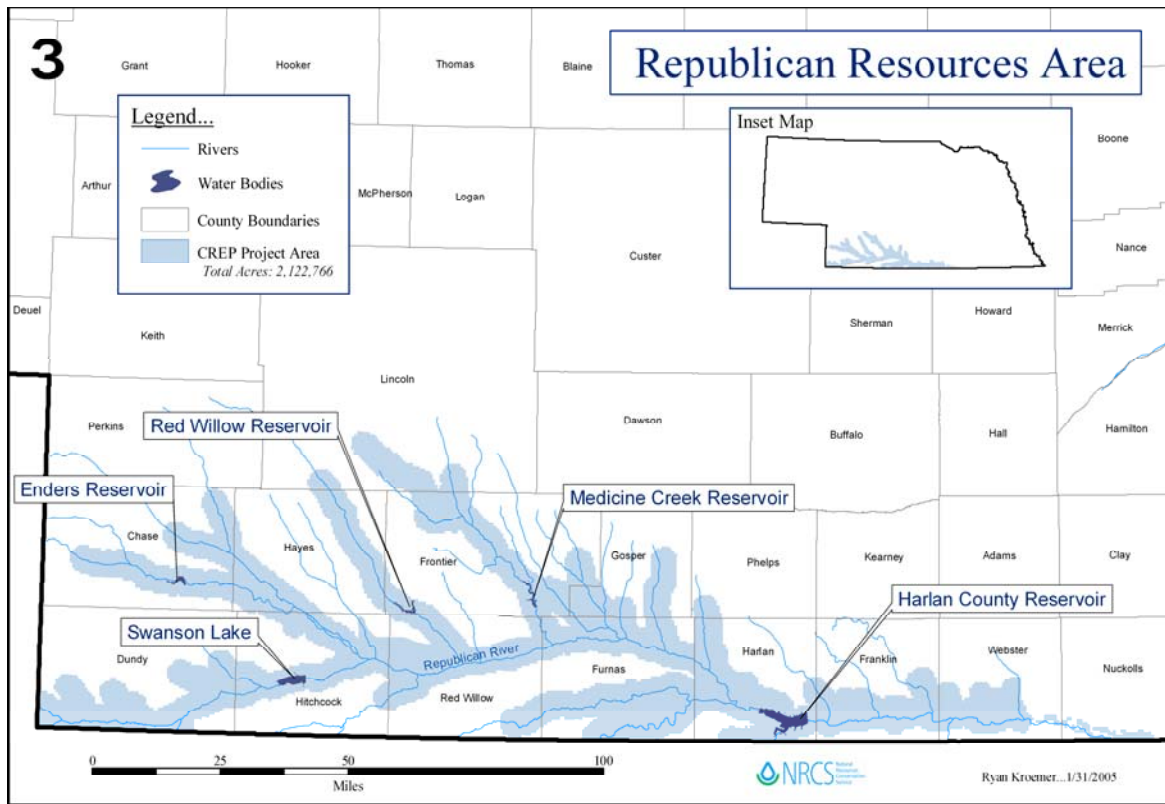 3
Republican Resources Area
Grant
Hooker
Thomas
Blaine
Legend...
Rivers
Water Bodies
County Boundaries
CREP Project Area
Total Acres: 2,122,766
Inset Map
Boone
Arthur
McPherson
Logan
Custer
Nance
Deuel
Keith
Sherman
Howard
Merrick
Lincoln
Perkins
Red Willow Reservoir
Dawson
Buffalo
Hall
Hamilton
Enders Reservoir
Medicine Creek Reservoir
Chase
Hayes
Frontier
Gosper
Phelps
Kearney
Adams
Clay
Harlan County Reservoir
Swanson Lake
Dundy
Republican River
Furnas
Harlan
Franklin
Webster
Nuckolls
Hitchcock
Red Willow
0 25 50 100
Miles
NRCS
Natural
Resources
Conservation
Service
Ryan Kroemer...1/31/2005